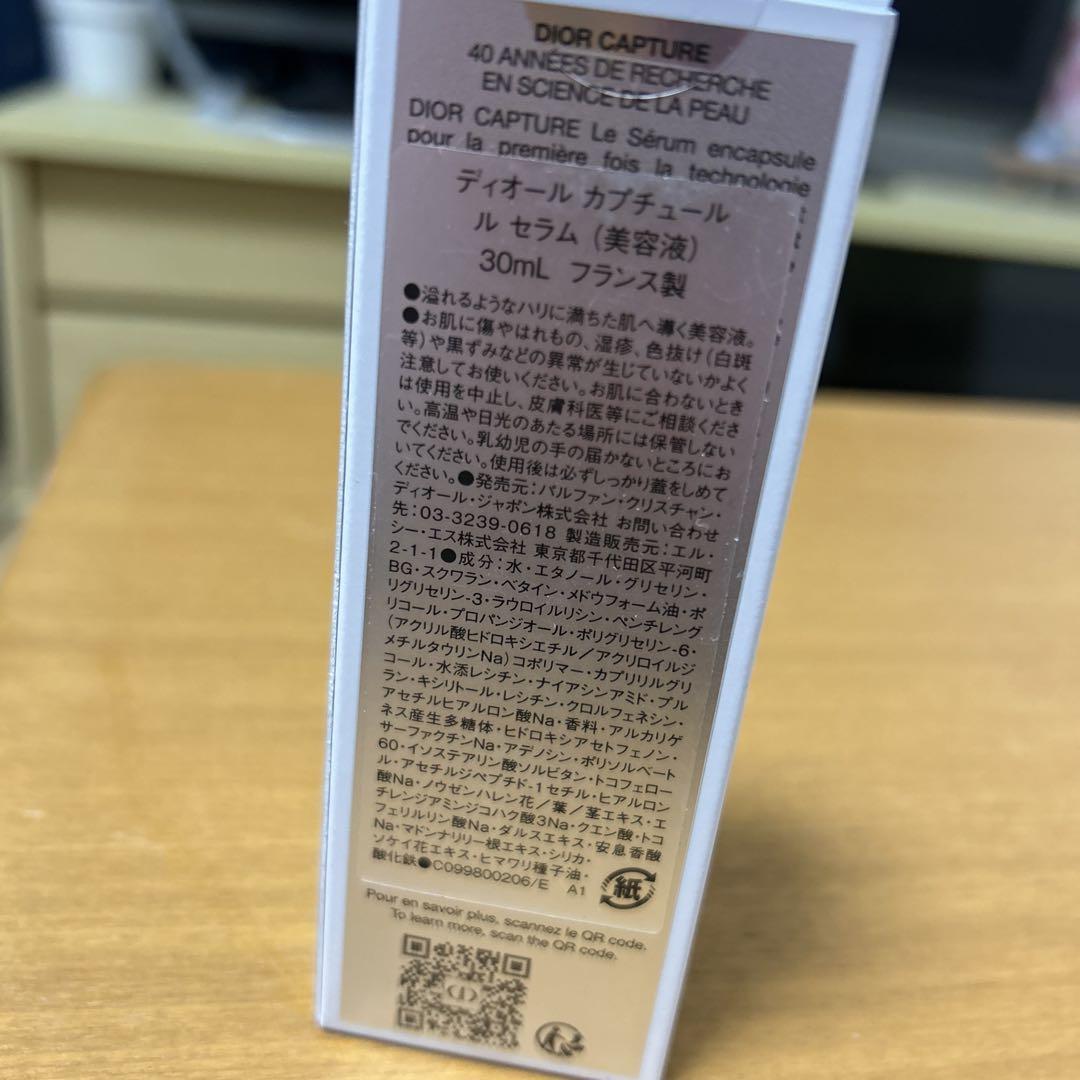 DIOR CAPTURE
40 ANNÉES DE RECHERCHE
EN SCIENCE DE LA PEAU
DIOR CAPTURE Le Sérum encapsule
pour la première fois la technologie
ディオール カプチュール
ル セラム (美容液)
30mL フランス製
●溢れるようなハリに満ちた肌へ導く美容液。
●お肌に傷やはれもの、湿疹、色抜け(白斑
等)や黒ずみなどの異常が生じていないかよく
注意してお使いください。お肌に合わないとき
は使用を中止し、皮膚科医等にご相談くださ
い。高温や日光のあたる場所には保管しない
でください。乳幼児の手の届かないところにお
いてください。使用後は必ずしっかり蓋をしめて
ください。●発売元:パルファン・クリスチャン・
ディオール・ジャポン株式会社 お問い合わせ
先:03-3239-0618 製造販売元:エル・
シー・エス株式会社 東京都千代田区平河町
2-1-1●成分:水・エタノール・グリセリン・
BG・スクワラン・ベタイン・メドウフォーム油・ポ
リグリセリン-3・ラウロイルリシン・ペンチレング
リコール・プロパンジオール・ポリグリセリン-6・
(アクリル酸ヒドロキシエチル/アクリロイルジ
メチルタウリンNa)コポリマー・カプリリルグリ
コール・水添レシチン・ナイアシンアミド・プル
ラン・キシリトール・レシチン・クロルフェネシン・
アセチルヒアルロン酸Na・香料・アルカリゲ
ネス産生多糖体・ヒドロキシアセトフェノン・
サーファクチンNa・アデノシン・ポリソルベート
60・イソステアリン酸ソルビタン・トコフェロー
ル・アセチルジペプチド-1セチル・ヒアルロン
酸Na・ノウゼンハレン花/葉/茎エキス・エ
チレンジアミンジコハク酸3Na・クエン酸・トコ
フェリルリン酸Na・ダルスエキス・安息香酸
Na・マドンナリリー根エキス・シリカ・
ソケイ花エキス・ヒマワリ種子油・
酸化鉄●C099800206/E A1
紙
Pour en savoir plus, scannez le QR code.
To learn more, scan the QR code.